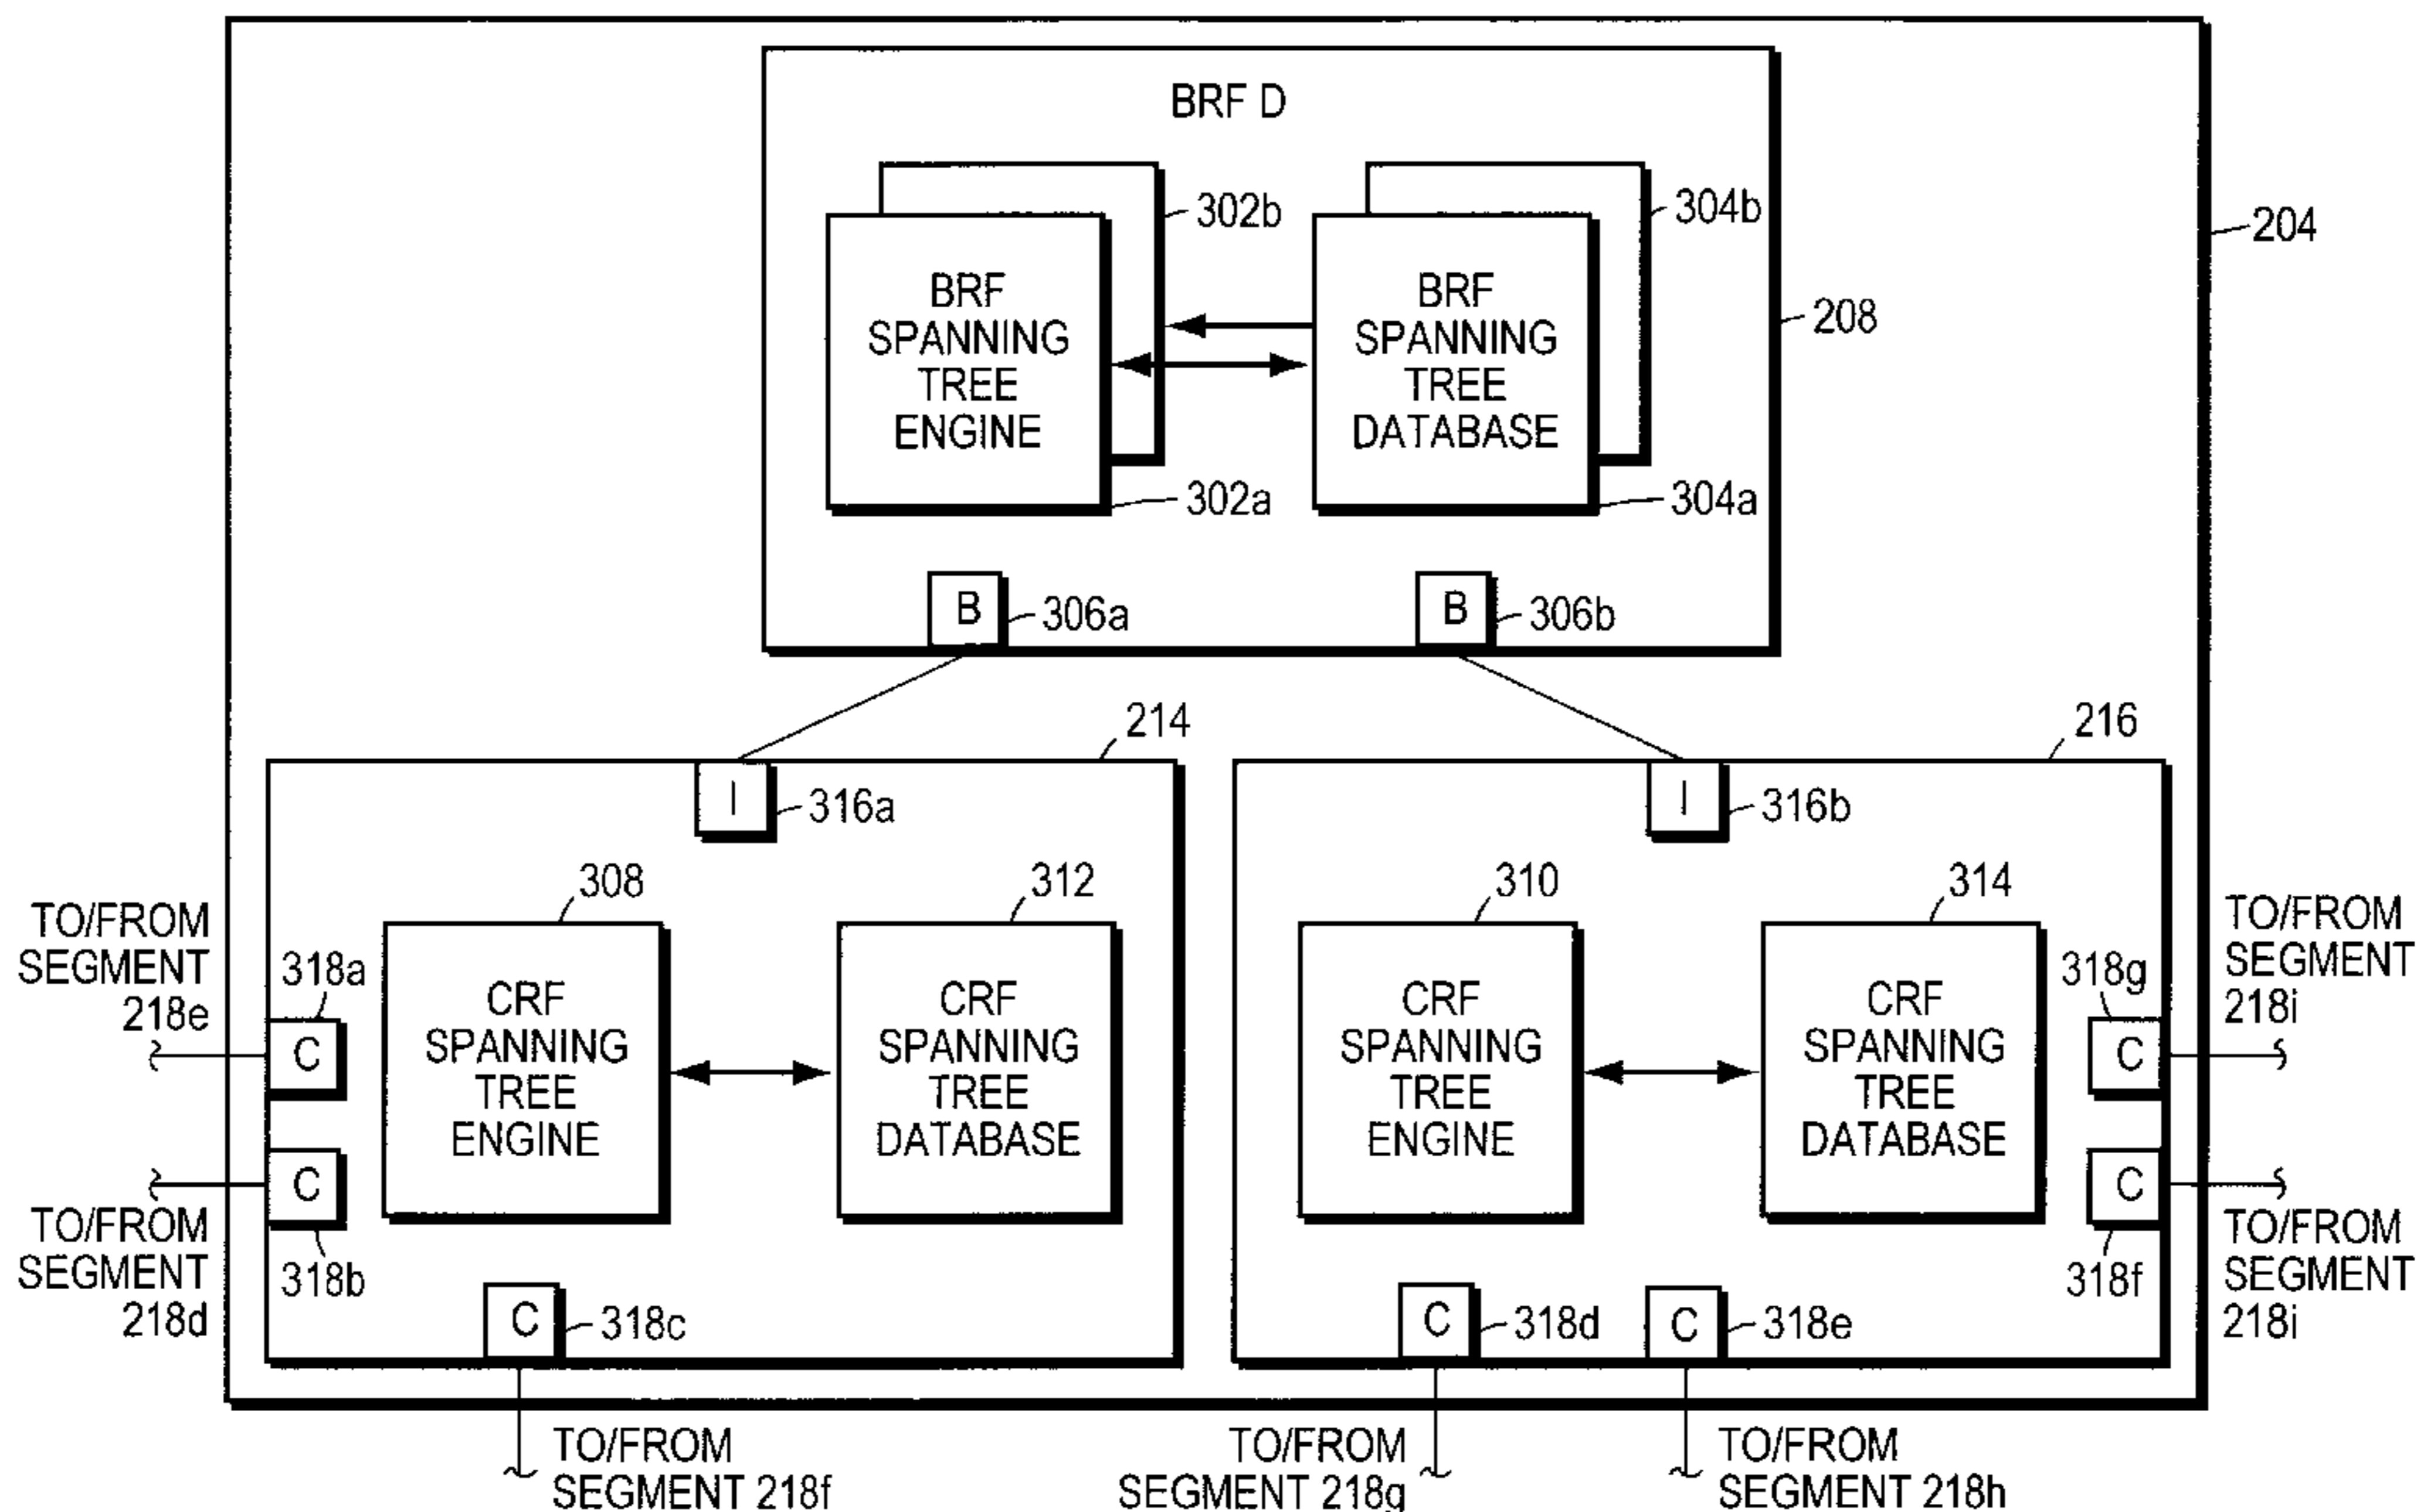 BRF D
302b
304b
204
BRF
SPANNING
TREE
ENGINE
BRF
SPANNING
TREE
DATABASE
208
302a
304a
B
306a
B
306b
214
216
I
316a
I
316b
308
312
310
314
TO/FROM
SEGMENT
218e
318a
C
CRF
SPANNING
TREE
ENGINE
CRF
SPANNING
TREE
DATABASE
CRF
SPANNING
TREE
ENGINE
CRF
SPANNING
TREE
DATABASE
318g
C
TO/FROM
SEGMENT
218i
C
318b
TO/FROM
SEGMENT
218d
C
318f
TO/FROM
SEGMENT
218i
C
318c
C
318d
C
318e
TO/FROM
SEGMENT 218f
TO/FROM
SEGMENT 218g
TO/FROM
SEGMENT 218h